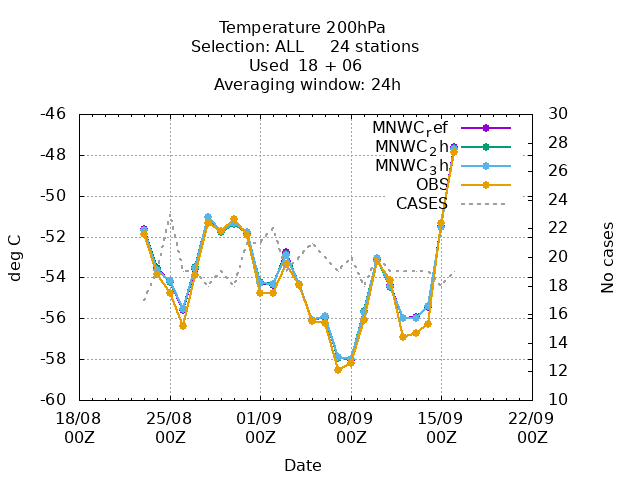 Temperature 200hPa
Selection: ALL     24 stations
Used  18 + 06
Averaging window: 24h
-46
-48
-50
-52
-54
-56
-58
-60
30
28
26
24
22
20
18
16
14
12
10
deg C
No cases
MNWC_ref
MNWC_2h
MNWC_3h
OBS
CASES
18/08 25/08 01/09 08/09 15/09 22/09
00Z 00Z 00Z 00Z 00Z 00Z
Date